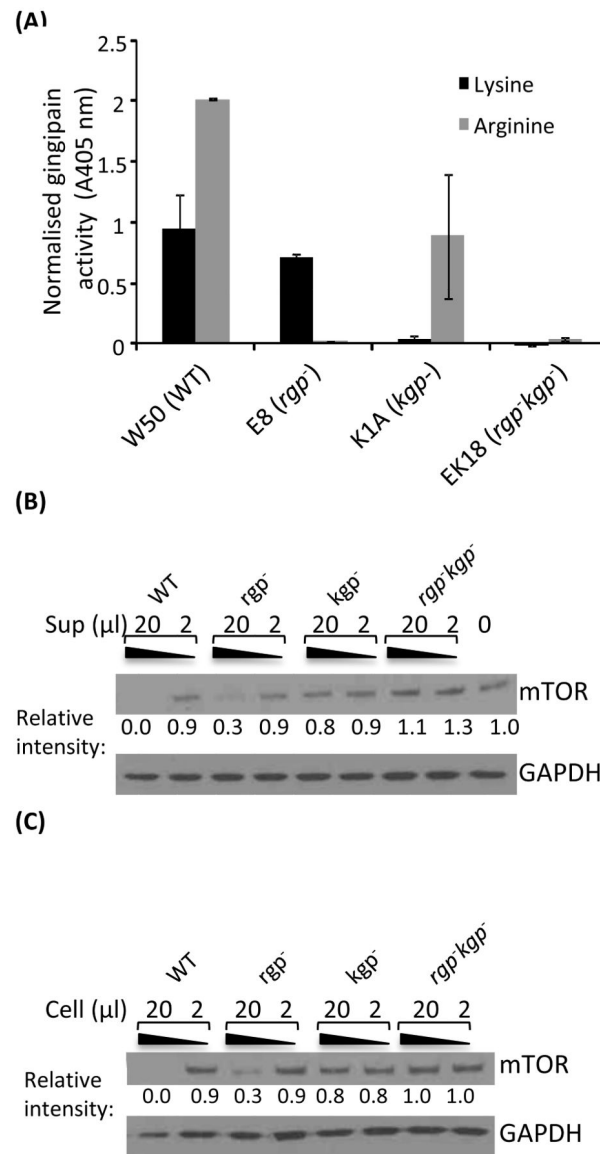 (A)
2.5
2
1.5
1
0.5
0
Normalised gingipain
activity (A405 nm)
Lysine
Arginine
W50 (WT)
E8 (rgp-)
K1A (kgp-)
EK18 (rgp-kgp-)
(B)
WT rgp- kgp- rgp-kgp-
Sup (μl) 20 2 20 2 20 2 20 2 0
mTOR
Relative
intensity:
0.0 0.9 0.3 0.9 0.8 0.9 1.1 1.3 1.0
GAPDH
(C)
WT rgp- kgp- rgp-kgp-
Cell (μl) 20 2 20 2 20 2 20 2
mTOR
Relative
intensity:
0.0 0.9 0.3 0.9 0.8 0.8 1.0 1.0
GAPDH